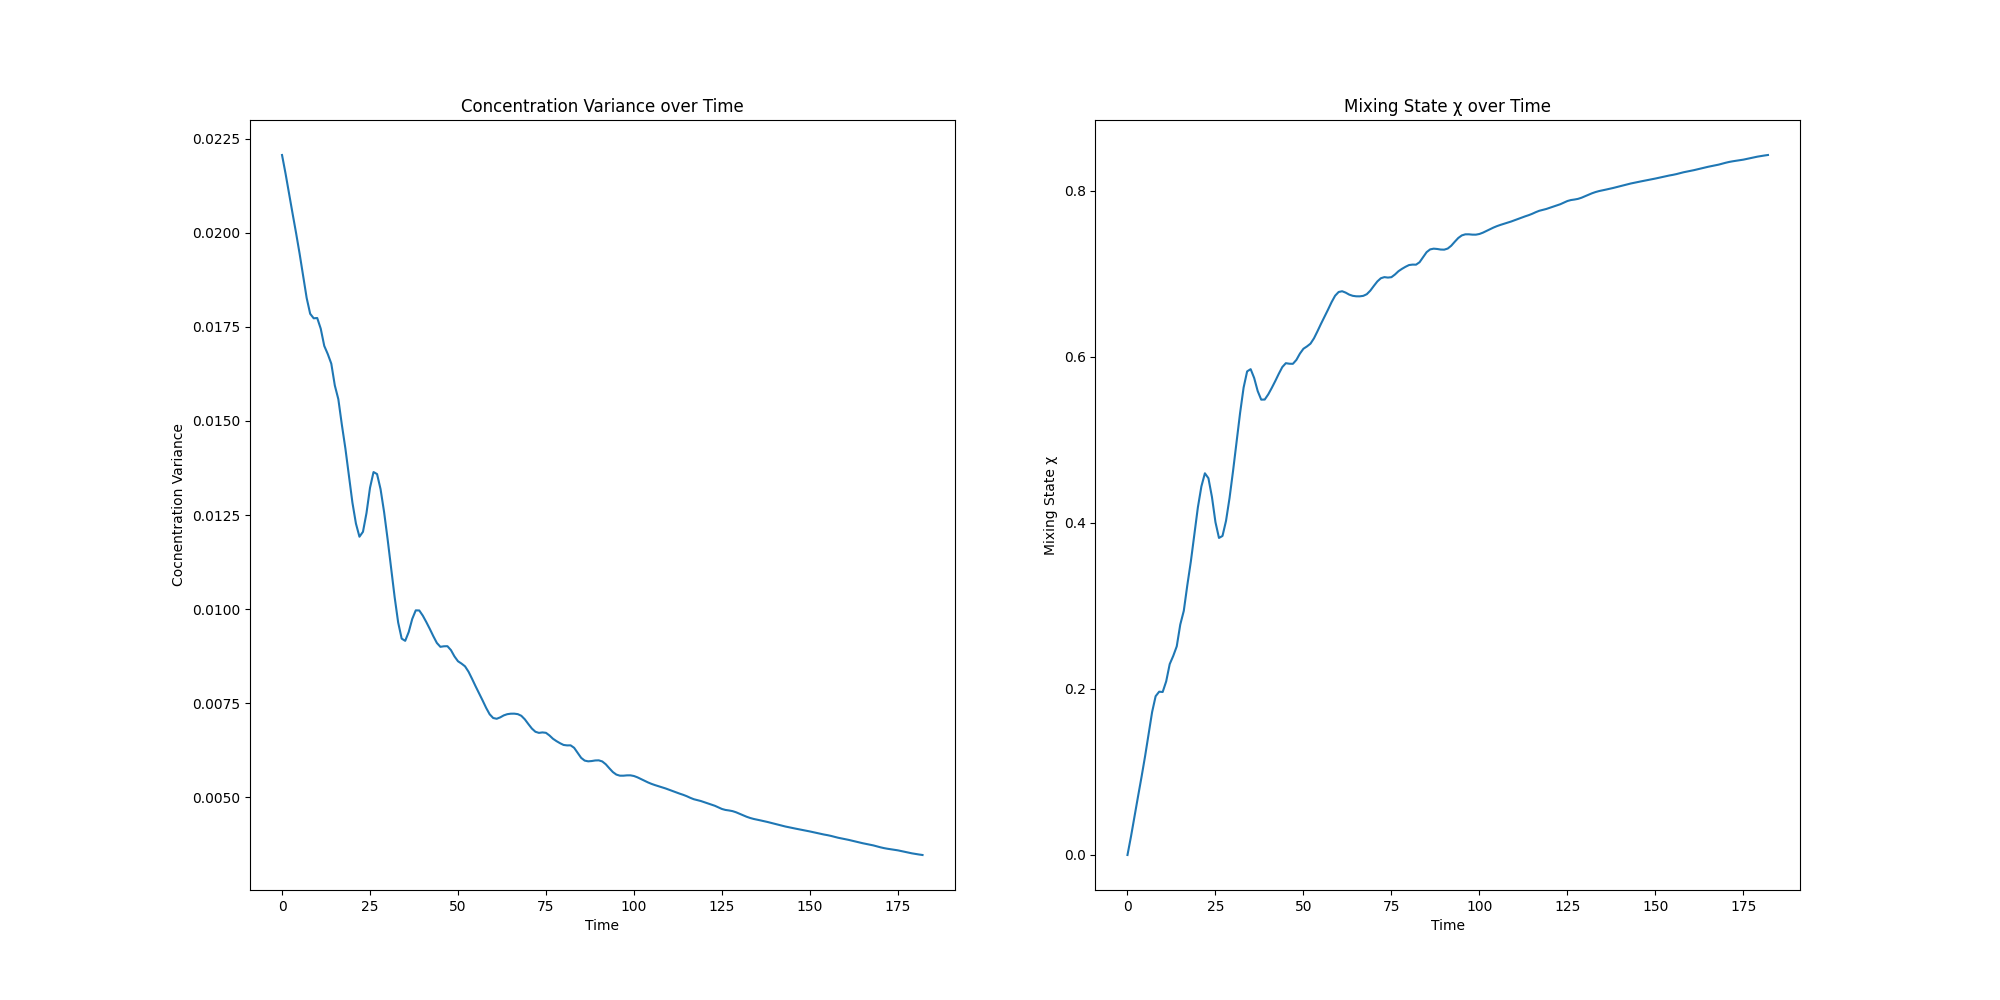 Concentration Variance over Time
Cocnentration Variance
0.0225
0.0200
0.0175
0.0150
0.0125
0.0100
0.0075
0.0050
0 25 50 75 100 125 150 175
Time
Mixing State χ over Time
Mixing State χ
0.8
0.6
0.4
0.2
0.0
0 25 50 75 100 125 150 175
Time